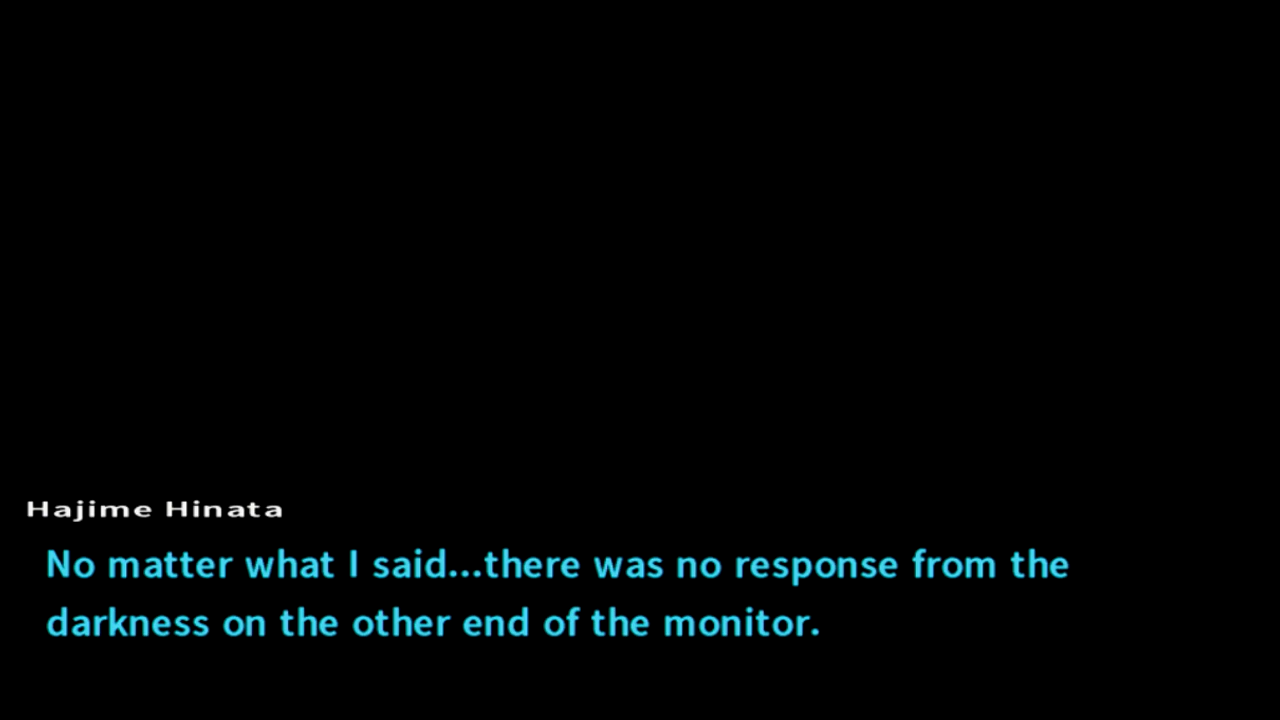 Hajime Hinata
No matter what I said...there was no response from the
darkness on the other end of the monitor.